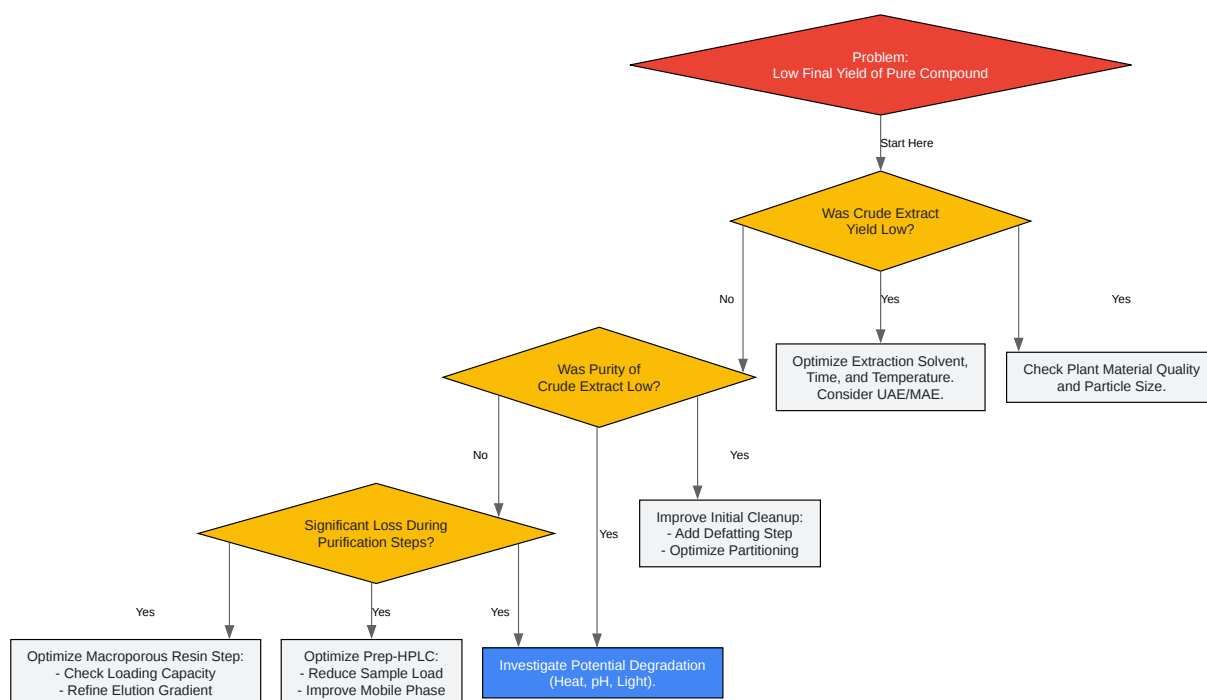 Problem:
Low Final Yield of Pure Compound
Start Here
Was Crude Extract
Yield Low?
No
Yes
Yes
Optimize Extraction Solvent,
Time, and Temperature.
Consider UAE/MAE.
Check Plant Material Quality
and Particle Size.
Was Purity of
Crude Extract Low?
No
Yes
Yes
Improve Initial Cleanup:
- Add Defatting Step
- Optimize Partitioning
Significant Loss During
Purification Steps?
Yes
Yes
Yes
Optimize Macroporous Resin Step:
- Check Loading Capacity
- Refine Elution Gradient
Optimize Prep-HPLC:
- Reduce Sample Load
- Improve Mobile Phase
Investigate Potential Degradation
(Heat, pH, Light).